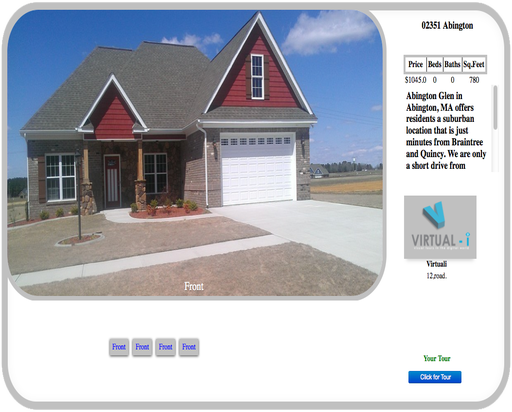 02351 Abington
Price Beds Baths Sq.Feet
$1045.0 0 0 780
Abington Glen in
Abington, MA offers
residents a suburban
location that is just
minutes from Braintree
and Quincy. We are only
a short drive from
VIRTUAL - i
Virtuali
12,road.
Front
Front Front Front Front
Your Tour
Click for Tour